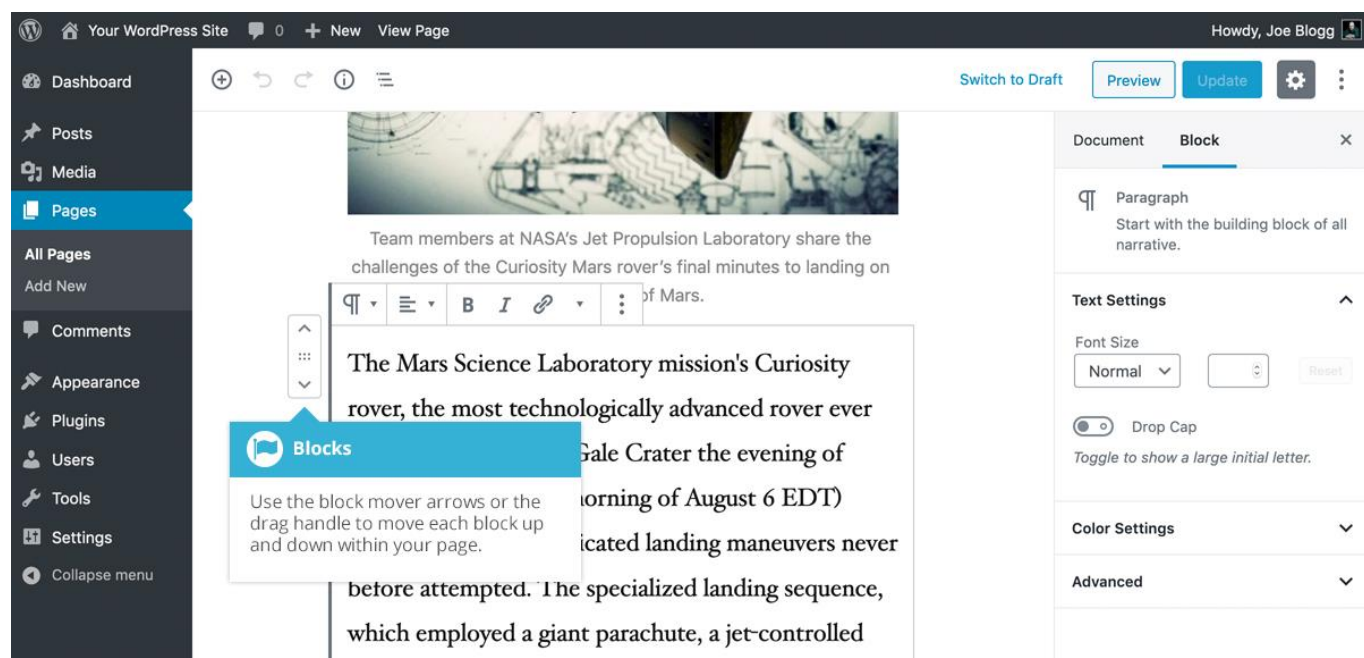 Your WordPress Site 0 + New View Page Howdy, Joe Blogg
Dashboard
Posts
Media
Pages
All Pages
Add New
Comments
Appearance
Plugins
Users
Tools
Settings
Collapse menu
Switch to Draft Preview Update
Team members at NASA's Jet Propulsion Laboratory share the
challenges of the Curiosity Mars rover's final minutes to landing on
of Mars.
B I
The Mars Science Laboratory mission's Curiosity
rover, the most technologically advanced rover ever
Gale Crater the evening of
morning of August 6 EDT)
landing maneuvers never
before attempted. The specialized landing sequence,
which employed a giant parachute, a jet-controlled
Blocks
Use the block mover arrows or the
drag handle to move each block up
and down within your page.
Document Block
Paragraph
Start with the building block of all
narrative.
Text Settings
Font Size
Normal Reset
Drop Cap
Toggle to show a large initial letter.
Color Settings
Advanced